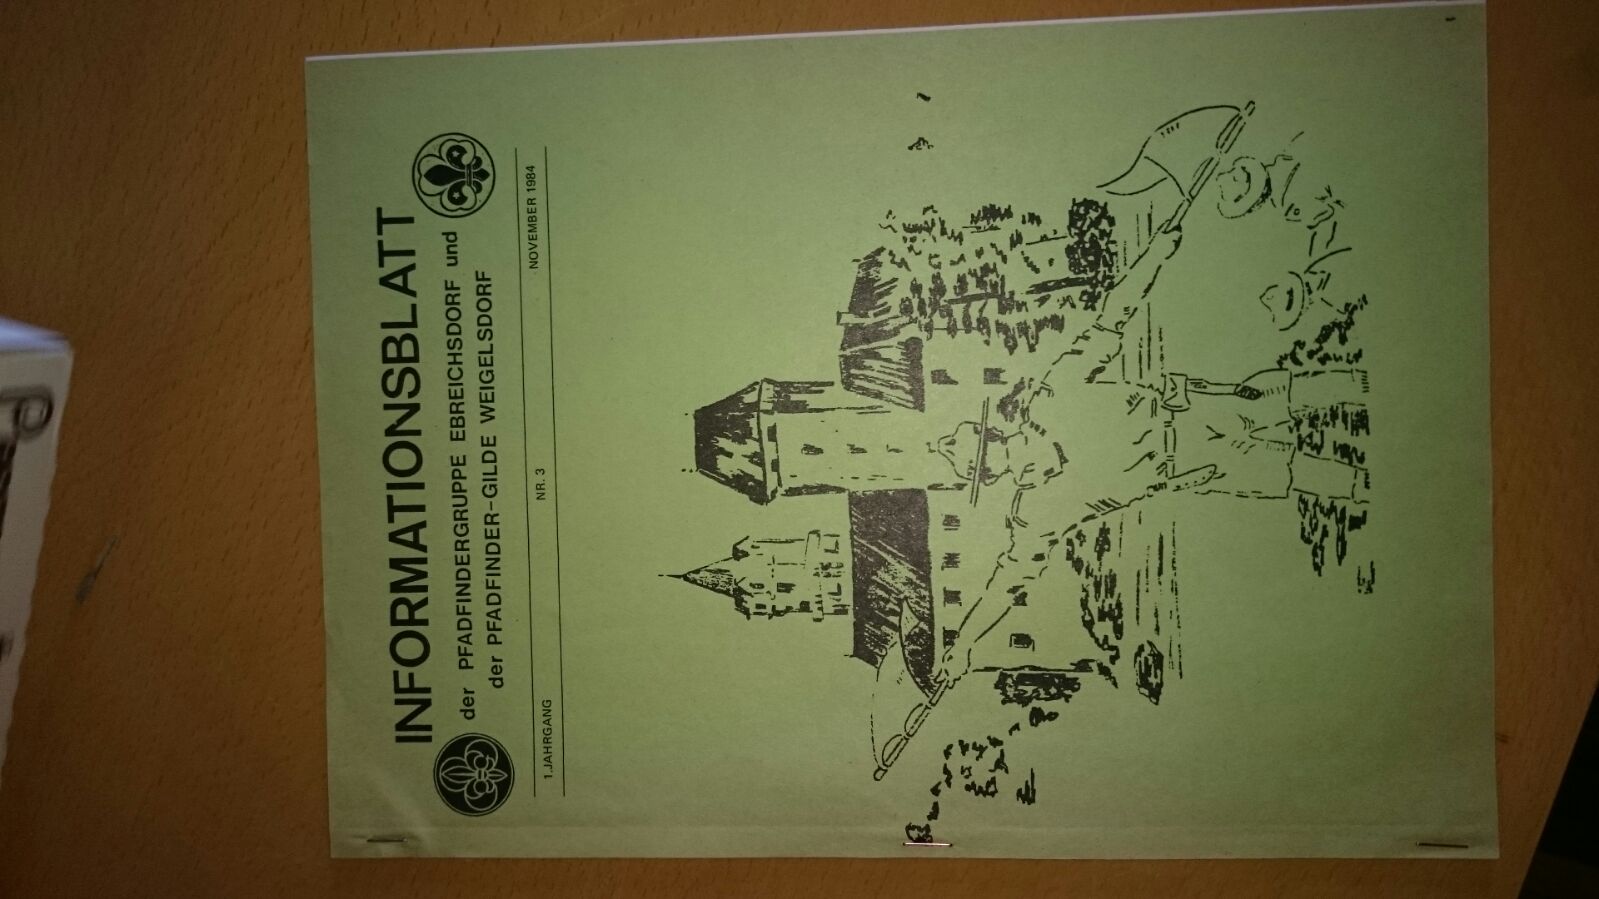 INFORMATIONSBLATT
der PFADFINDERGRUPPE EBREICHSDORF und
der PFADFINDER-GILDE WEIGELSDORF
1.JAHRGANG NR. 3 NOVEMBER 1984